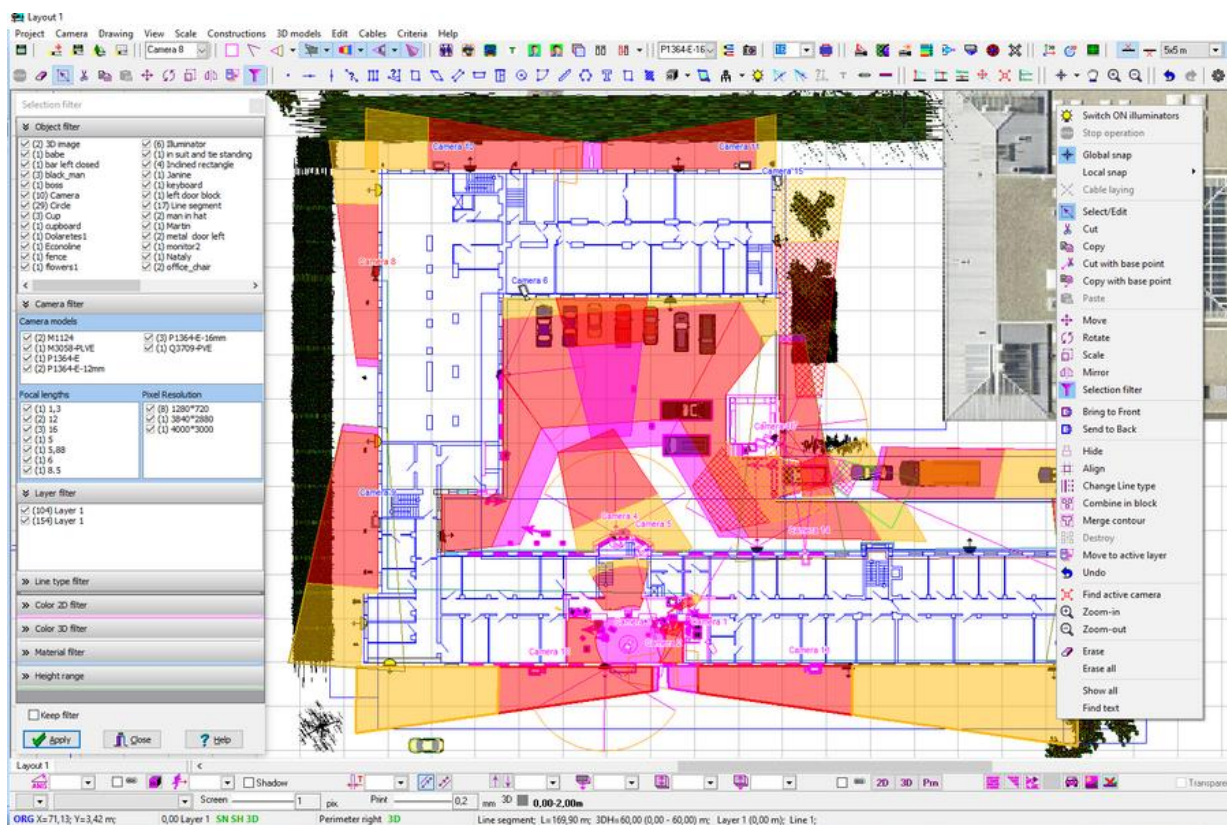 Layout 1
Project Camera Drawing View Scale Constructions 3D models Edit Cables Criteria Help
Camera 8
P1364-E-16
5x5 m
Selection filter
Object filter
(2) 3D image
(1) babe
(1) bar left closed
(3) black_man
(1) boss
(10) Camera
(29) Circle
(3) Cup
(1) cupboard
(1) Dolaretes1
(1) Econoline
(1) fence
(1) flowers1
(6) Illuminator
(1) in suit and tie standing
(4) Inclined rectangle
(1) Janine
(1) keyboard
(1) left door block
(17) Line segment
(2) man in hat
(1) Martin
(2) metal door left
(1) monitor2
(1) Nataly
(2) office_chair
Camera filter
Camera models
(2) M1124
(1) M3058-PLVE
(1) P1364-E
(2) P1364-E-12mm
(3) P1364-E-16mm
(1) Q3709-PVE
Focal lengths
(1) 1,3
(2) 12
(3) 16
(1) 5
(1) 5,88
(1) 6
(1) 8.5
Pixel Resolution
(8) 1280*720
(1) 3840*2880
(1) 4000*3000
Layer filter
(104) Layer 1
(154) Layer 1
Line type filter
Color 2D filter
Color 3D filter
Material filter
Height range
Keep filter
Apply
Close
Help
Camera 11
Camera 15
Camera 8
Camera 6
Camera 4
Camera 5
Camera 14
Camera 1
Switch ON illuminators
Stop operation
Global snap
Local snap
Cable laying
Select/Edit
Cut
Copy
Cut with base point
Copy with base point
Paste
Move
Rotate
Scale
Mirror
Selection filter
Bring to Front
Send to Back
Hide
Align
Change Line type
Combine in block
Merge contour
Destroy
Move to active layer
Undo
Find active camera
Zoom-in
Zoom-out
Erase
Erase all
Show all
Find text
Layout 1
Shadow
2D 3D Pm
Transpare
Screen 1 pix. Print 0,2 mm 3D 0,00-2,00m
ORG X=71,13; Y=3,42 m; 0,00 Layer 1 SN SH 3D Perimeter right 3D Line segment; L=169,90 m; 3DH=60,00 (0,00 - 60,00) m; Layer 1 (0,00 m); Line 1;